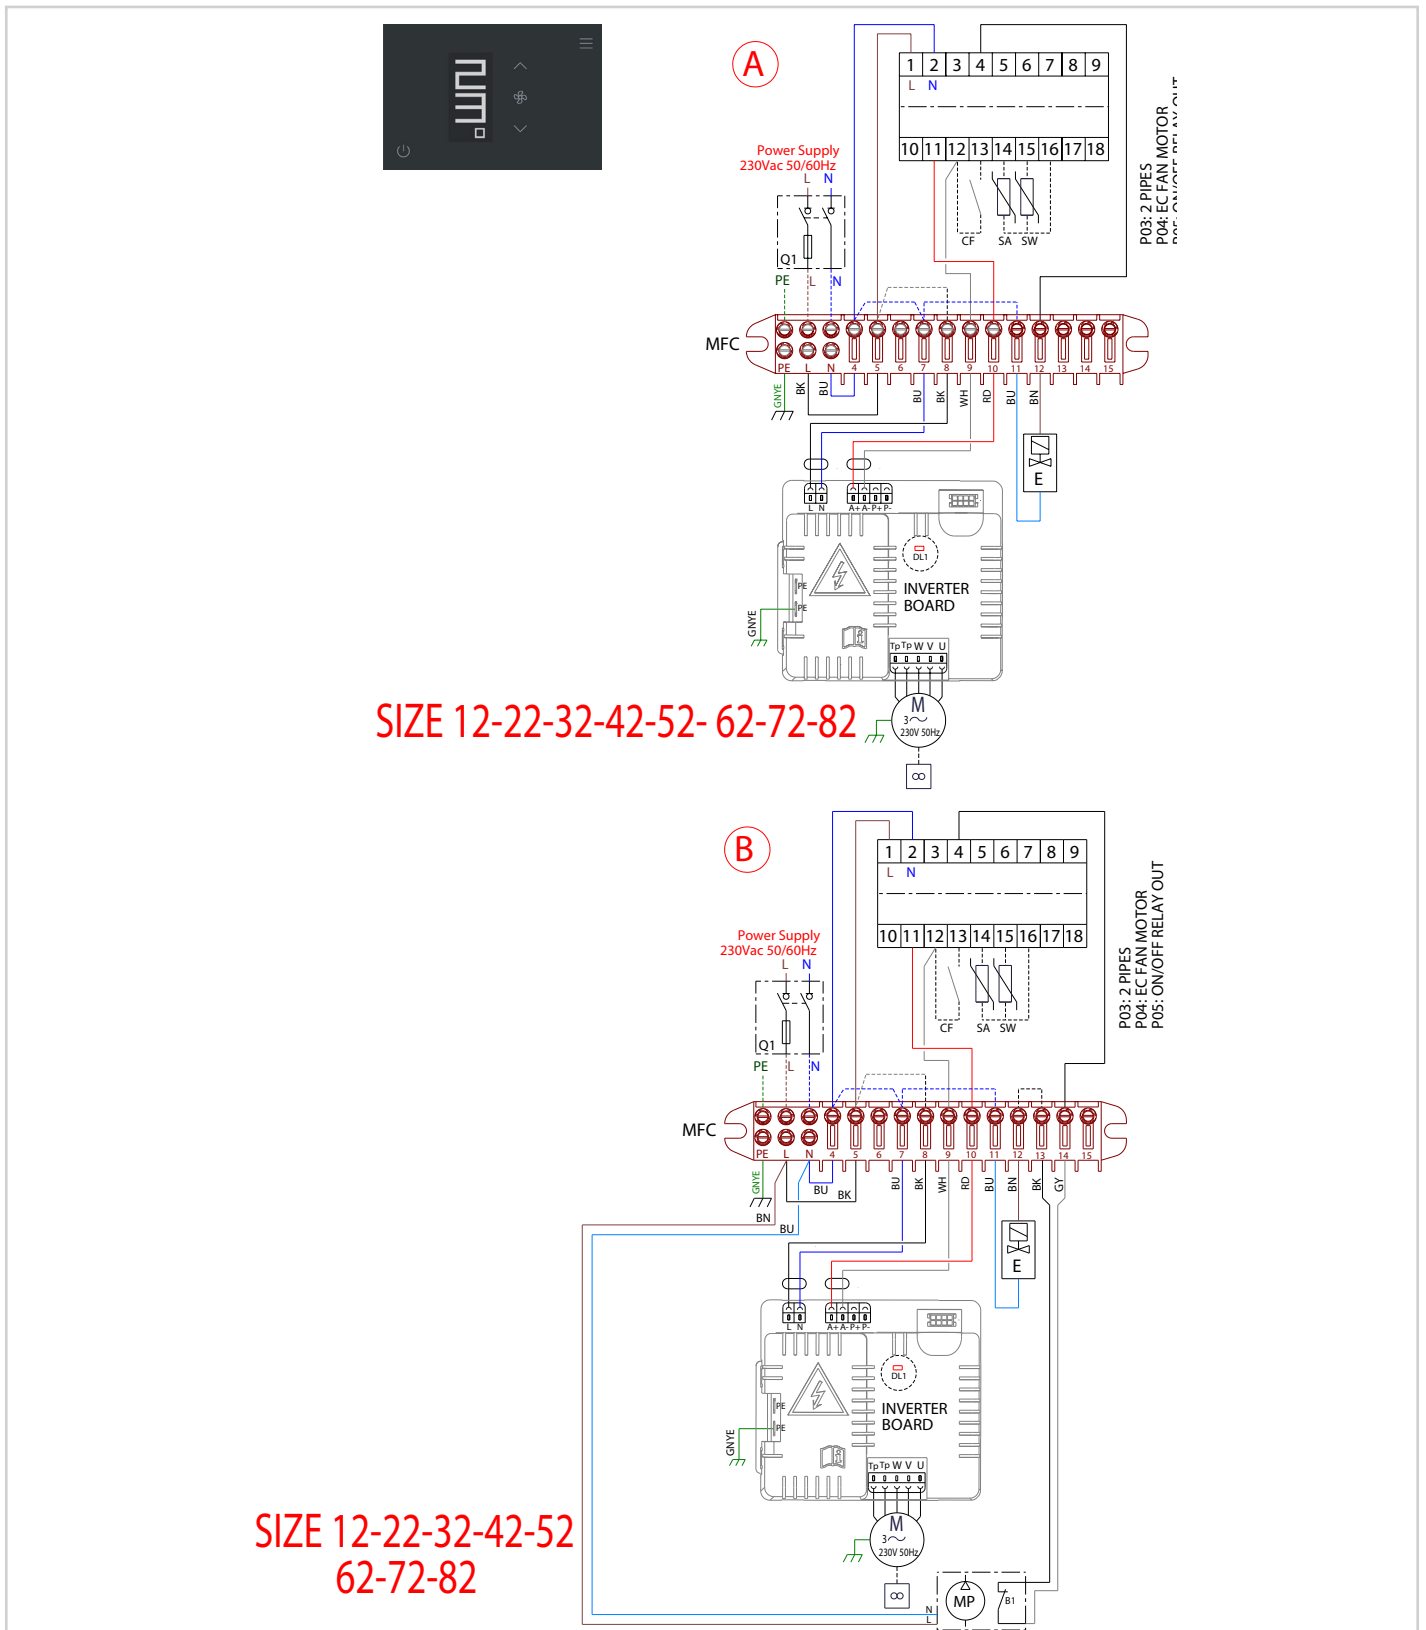 A
1 2 3 4 5 6 7 8 9
L N
10 11 12 13 14 15 16 17 18
P03: 2 PIPES
P04: EC FAN MOTOR
P05: ON/OFF RELAY OUT
Power Supply
230Vac 50/60Hz
L N
CF SA SW
Q1
PE L N
MFC
PE L N 4 5 6 7 8 9 10 11 12 13 14 15
GNYE BK BU BU BK WH RD BU BN
E
L N A+ A- P+ P-
DL1
INVERTER
BOARD
PE
PE
GNYE
Tp Tp W V U
M
3
230V 50Hz
SIZE 12-22-32-42-52- 62-72-82
B
1 2 3 4 5 6 7 8 9
L N
10 11 12 13 14 15 16 17 18
P03: 2 PIPES
P04: EC FAN MOTOR
P05: ON/OFF RELAY OUT
Power Supply
230Vac 50/60Hz
L N
CF SA SW
Q1
PE L N
MFC
PE L N 4 5 6 7 8 9 10 11 12 13 14 15
GNYE BU BK BU BK WH RD BU BN BK GY
BN
BU
E
L N A+ A- P+ P-
DL1
INVERTER
BOARD
PE
PE
GNYE
Tp Tp W V U
M
3
230V 50Hz
SIZE 12-22-32-42-52
62-72-82
MP B1
N
L